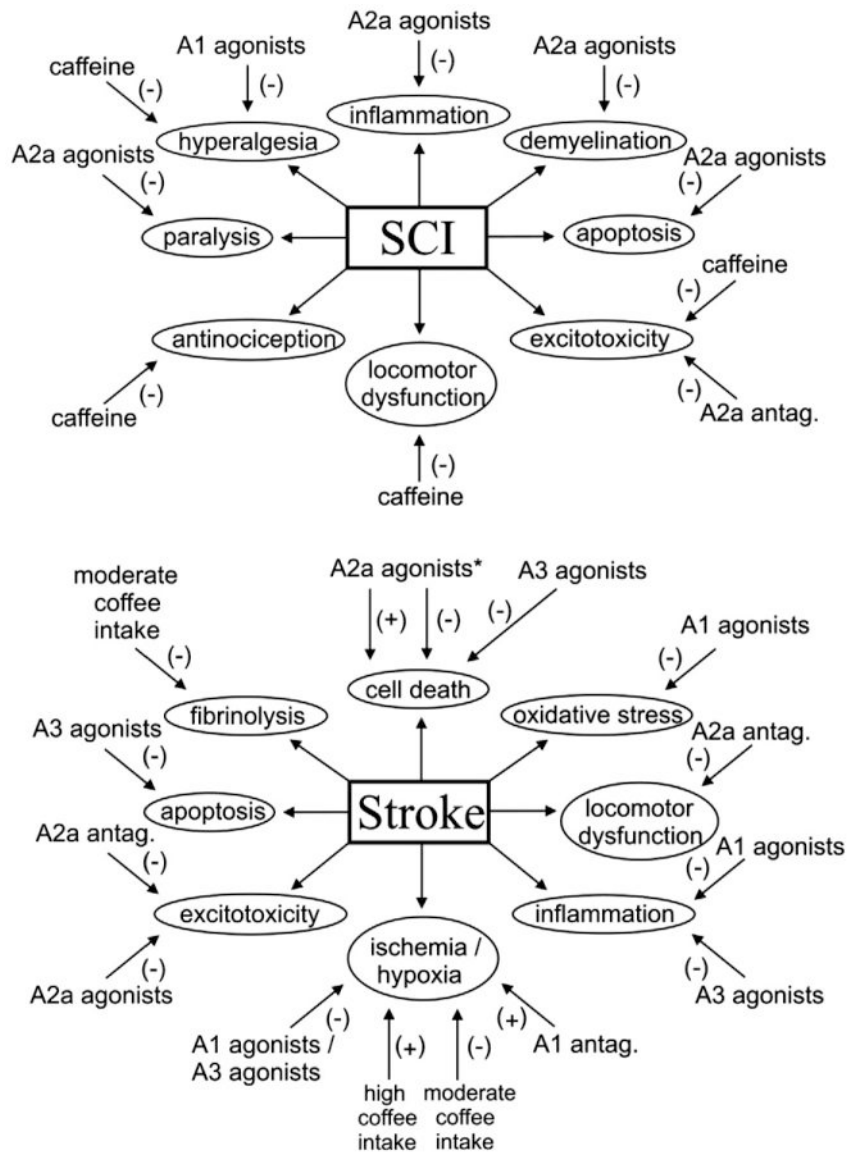 A2a agonists
A1 agonists
A2a agonists
caffeine
(-)
(-)
(-)
(-)
inflammation
hyperalgesia
demyelination
A2a agonists
A2a agonists
(-)
(-)
SCI
paralysis
apoptosis
caffeine
(-)
antinociception
excitotoxicity
locomotor
dysfunction
(-)
(-)
A2a antag.
caffeine
(-)
caffeine
moderate
coffee
intake
A2a agonists*
A3 agonists
(+)
(-)
(-)
A1 agonists
(-)
(-)
cell death
fibrinolysis
oxidative stress
A3 agonists
A2a antag.
(-)
(-)
Stroke
apoptosis
locomotor
dysfunction
A2a antag.
A1 agonists
(-)
(-)
excitotoxicity
inflammation
ischemia /
hypoxia
(-)
(-)
A2a agonists
A3 agonists
(-)
(+)
(+)
(-)
A1 agonists /
A3 agonists
A1 antag.
high
coffee
intake
moderate
coffee
intake